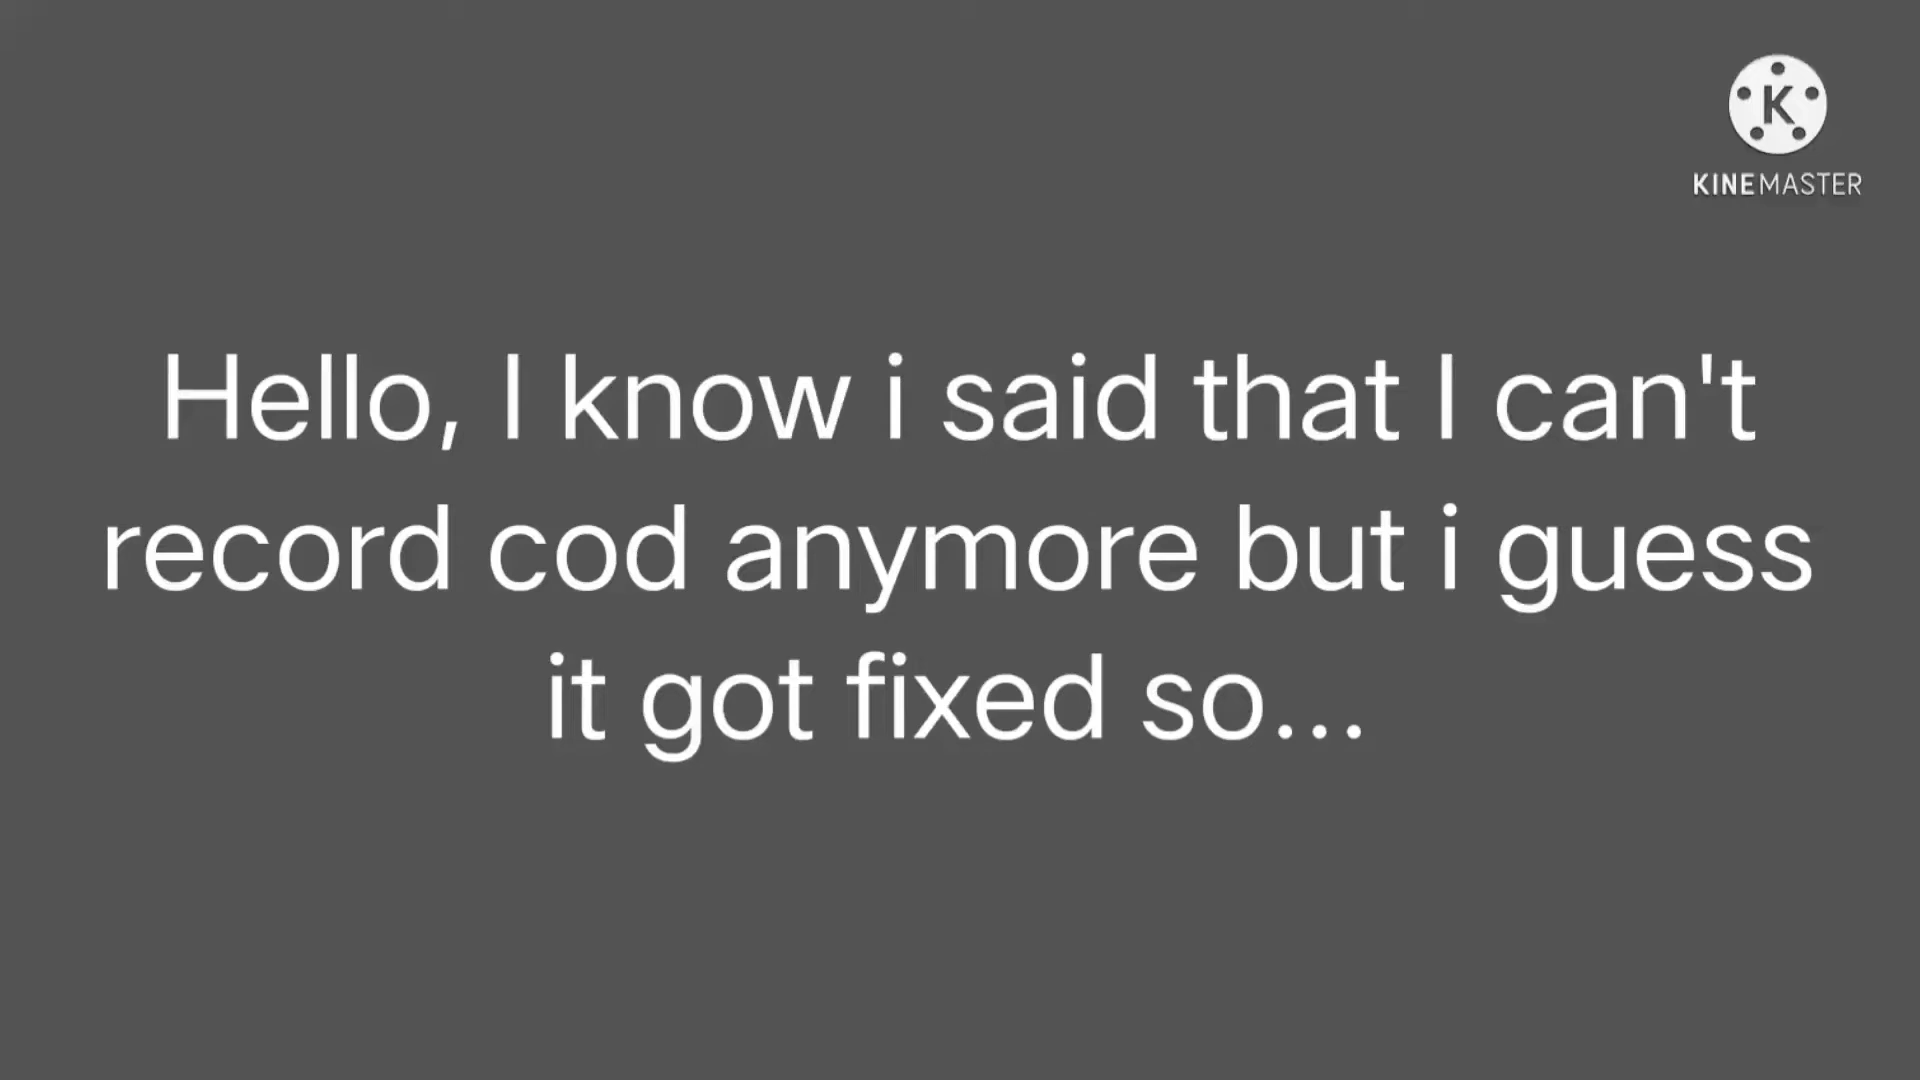 K
KINEMASTER
Hello, I know i said that I can't
record cod anymore but i guess
it got fixed so...